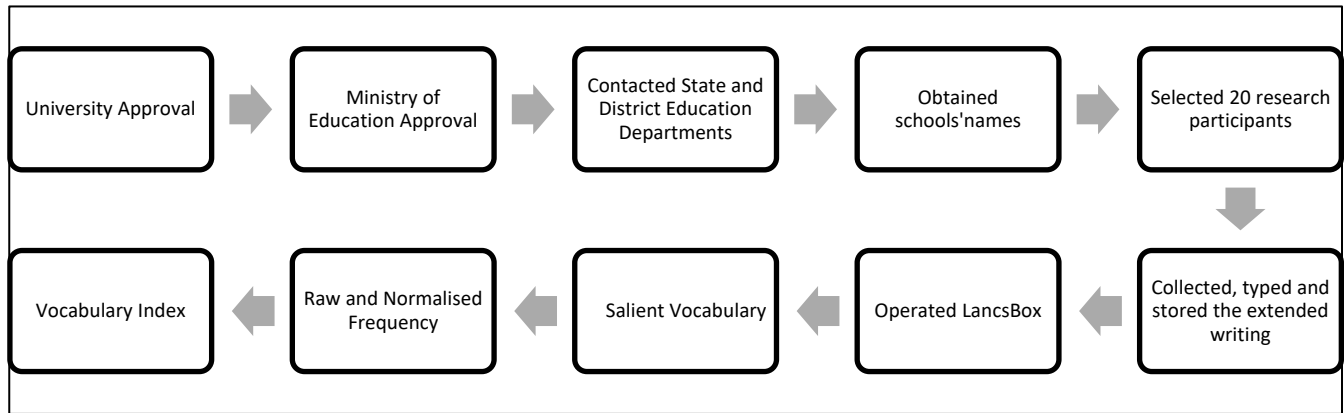 University Approval
Ministry of
Education Approval
Contacted State and
District Education
Departments
Obtained
schools'names
Selected 20 research
participants
Collected, typed and
stored the extended
writing
Operated LancsBox
Salient Vocabulary
Raw and Normalised
Frequency
Vocabulary Index